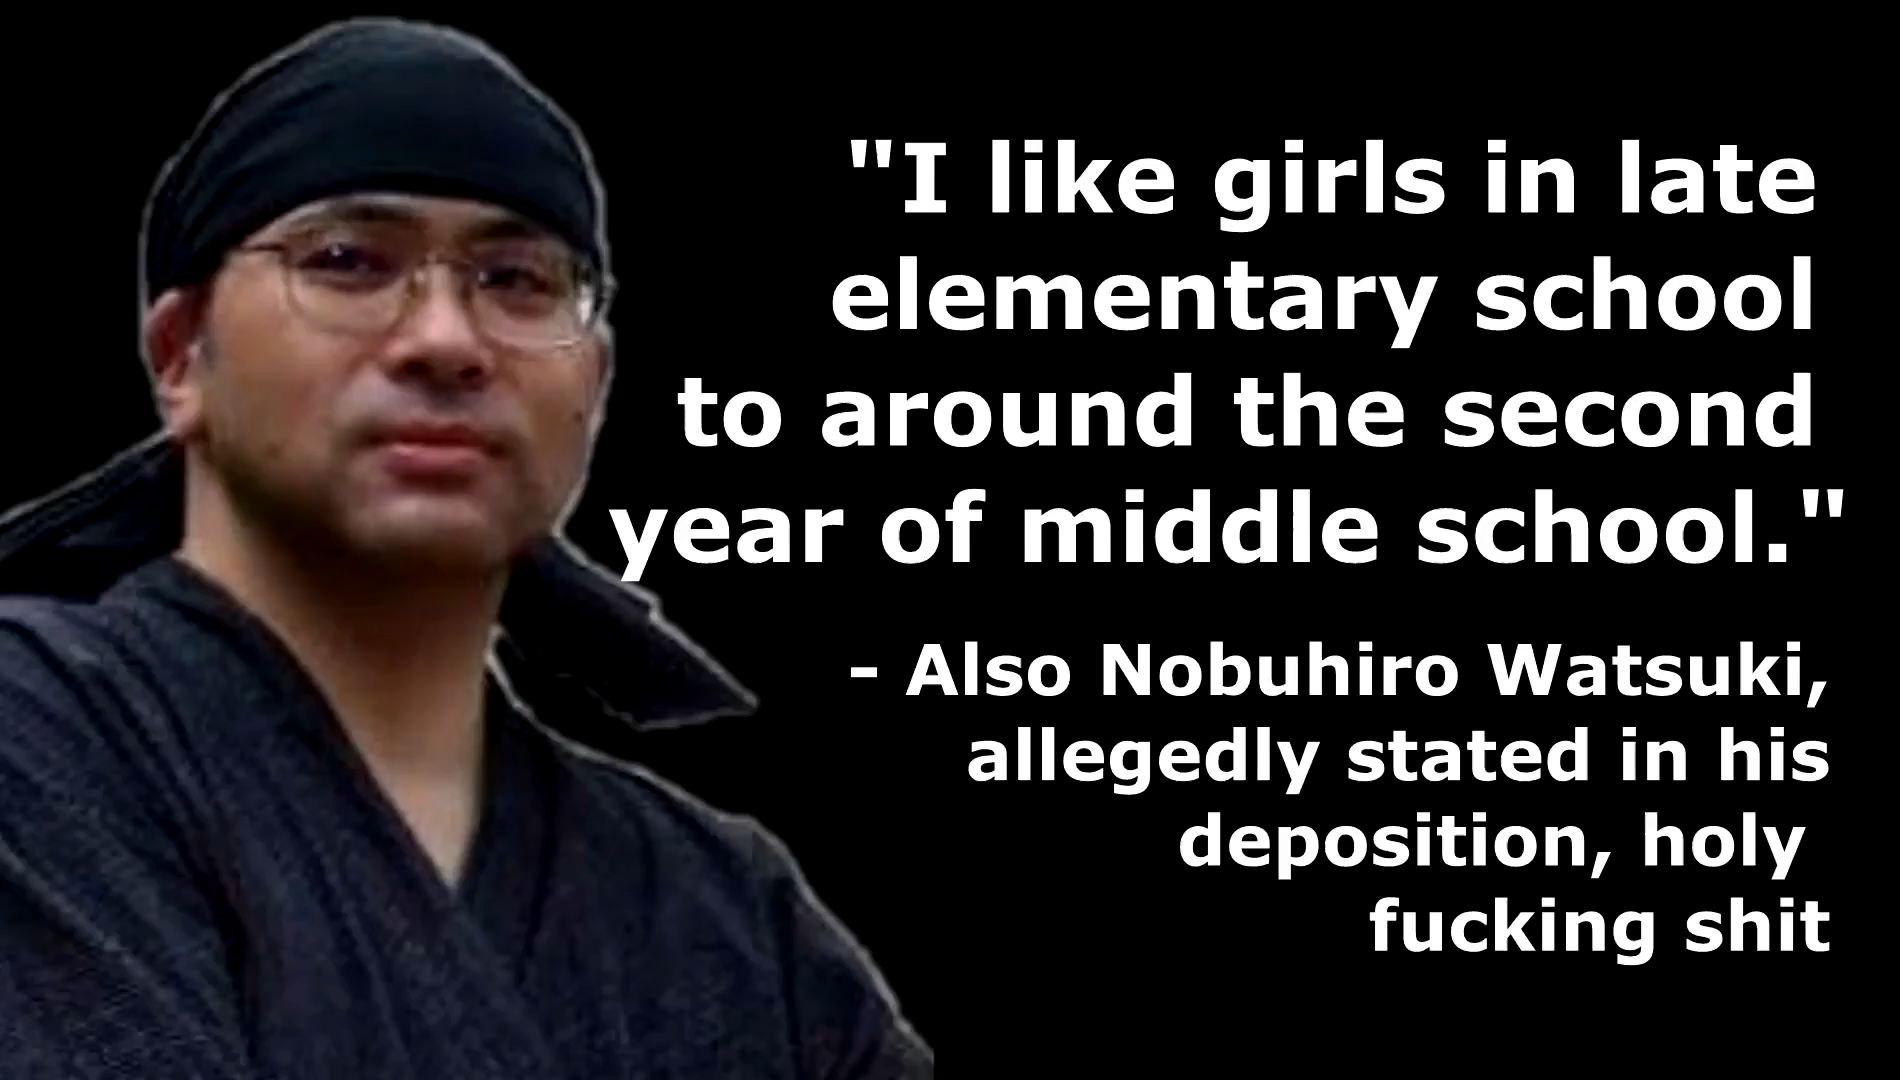 "I like girls in late
elementary school
to around the second
year of middle school."
- Also Nobuhiro Watsuki,
allegedly stated in his
deposition, holy
fucking shit